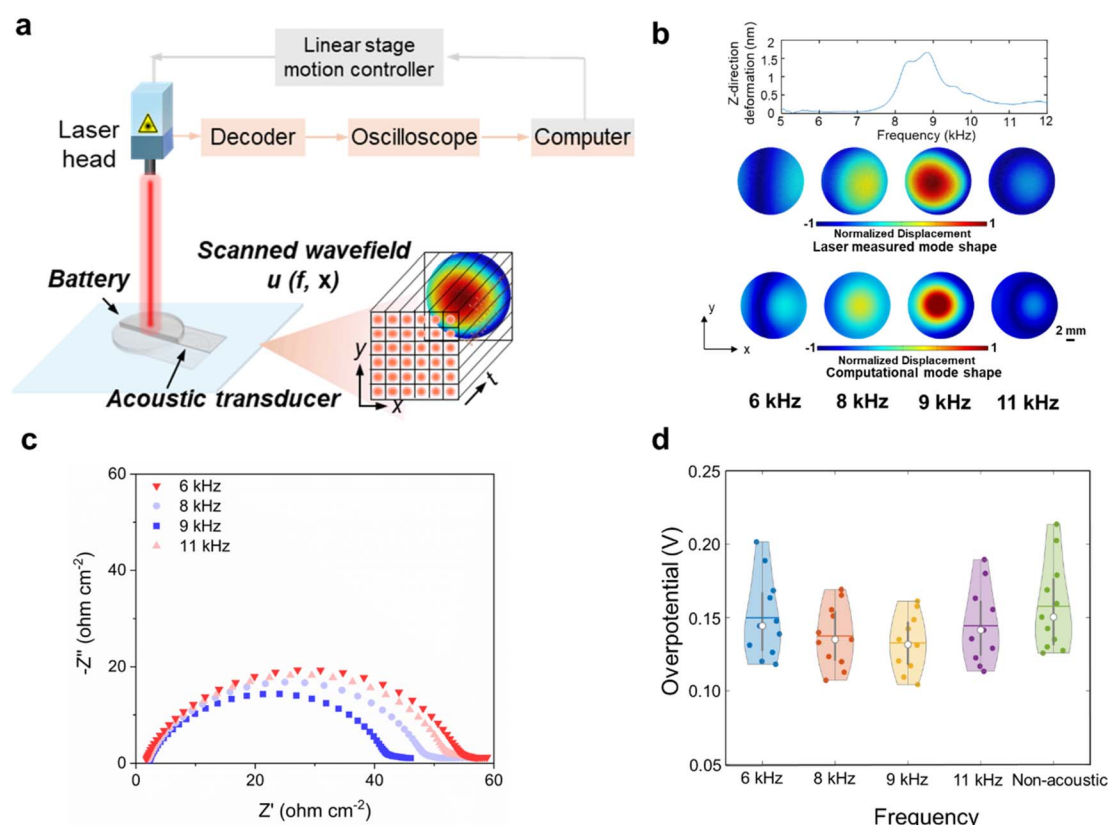 a
Linear stage
motion controller
Laser
head
Decoder
Oscilloscope
Computer
Scanned wavefield
u (f, x)
Battery
Acoustic transducer
y
x
t
b
Z-direction
deformation (nm)
2
1.5
1
0.5
0
5 6 7 8 9 10 11 12
Frequency (kHz)
-1 1
Normalized Displacement
Laser measured mode shape
y
x
2 mm
-1 1
Normalized Displacement
Computational mode shape
6 kHz 8 kHz 9 kHz 11 kHz
c
60
40
20
0
-Z" (ohm cm-2)
6 kHz
8 kHz
9 kHz
11 kHz
0 20 40 60
Z' (ohm cm-2)
d
0.25
0.20
0.15
0.10
0.05
Overpotential (V)
6 kHz 8 kHz 9 kHz 11 kHz Non-acoustic
Frequency